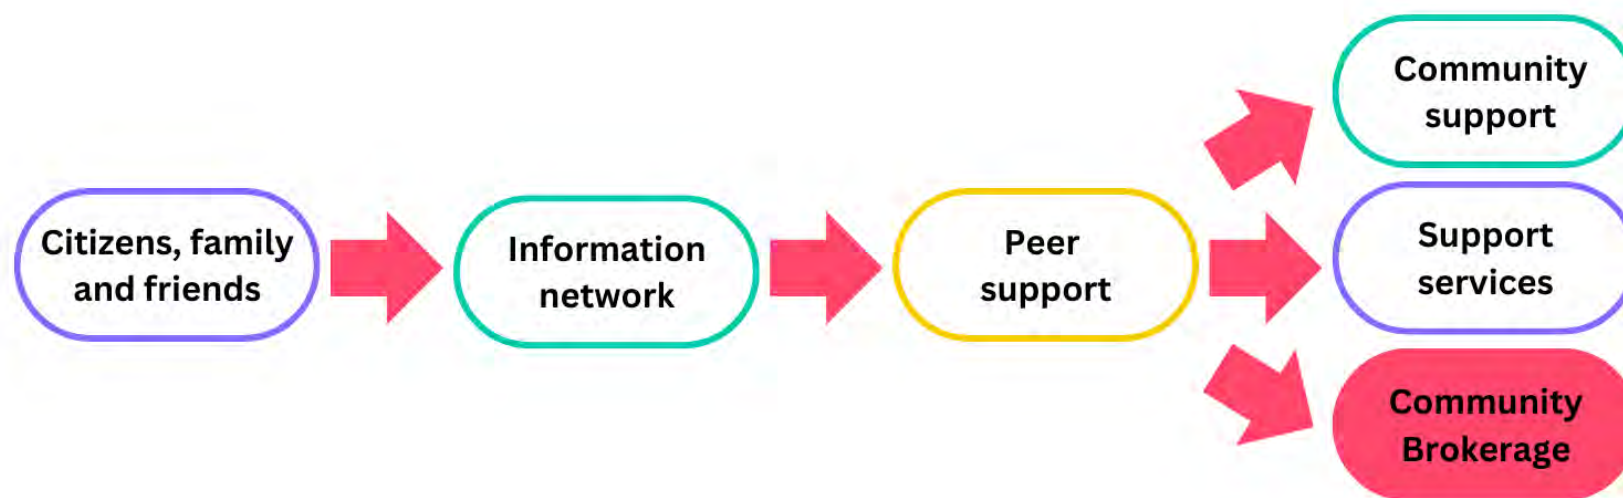 Citizens, family
and friends
Information
network
Peer
support
Community
support
Support
services
Community
Brokerage